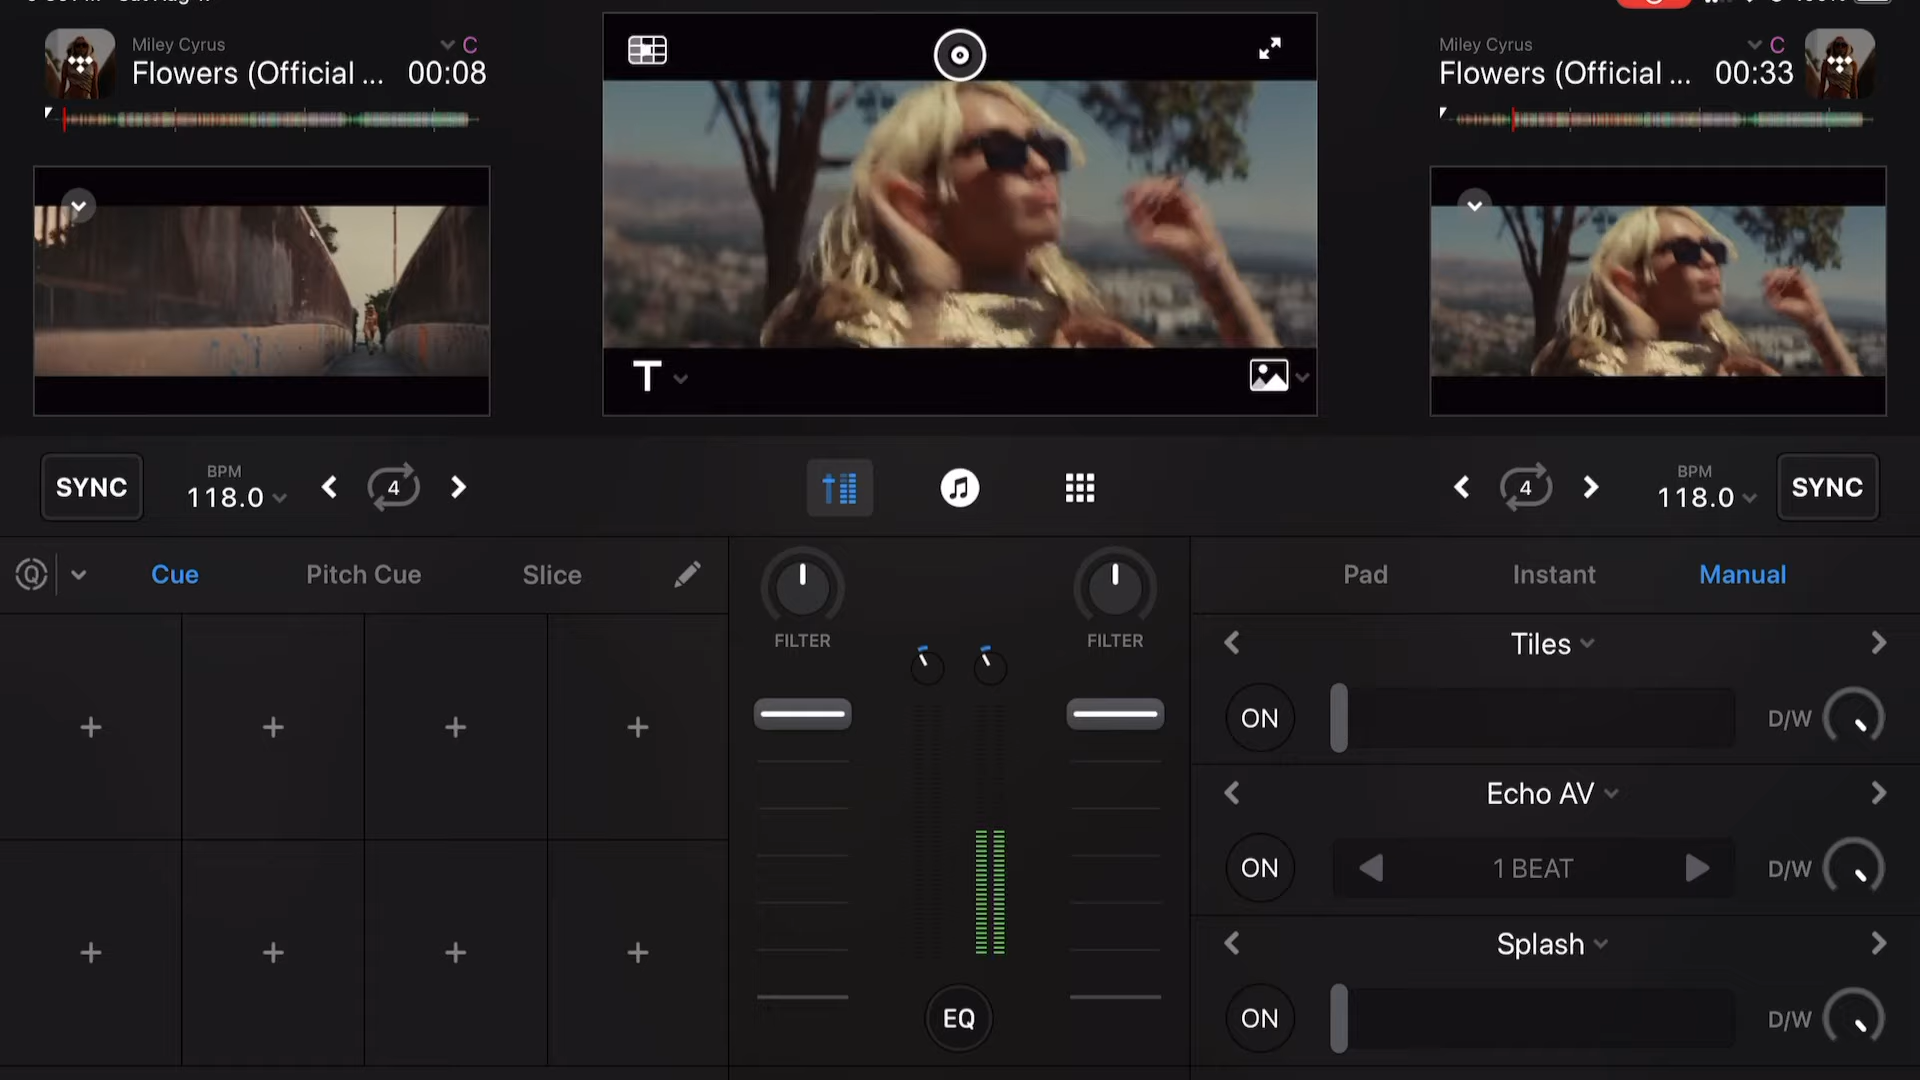 Miley Cyrus
C
Flowers (Official ...
00:08
Miley Cyrus
C
Flowers (Official ...
00:33
T
SYNC
BPM
118.0
4
4
BPM
118.0
SYNC
Q
Cue
Pitch Cue
Slice
FILTER
FILTER
Pad
Instant
Manual
Tiles
ON
D/W
Echo AV
ON
1 BEAT
D/W
Splash
ON
D/W
EQ